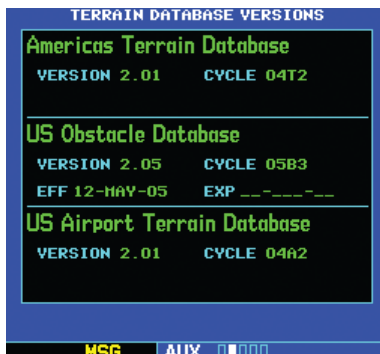 TERRAIN DATABASE VERSIONS
Americas Terrain Database
VERSION 2.01 CYCLE 04T2
US Obstacle Database
VERSION 2.05 CYCLE 05B3
EFF 12-MAY-05 EXP __-___-__
US Airport Terrain Database
VERSION 2.01 CYCLE 04A2
MSG AUX